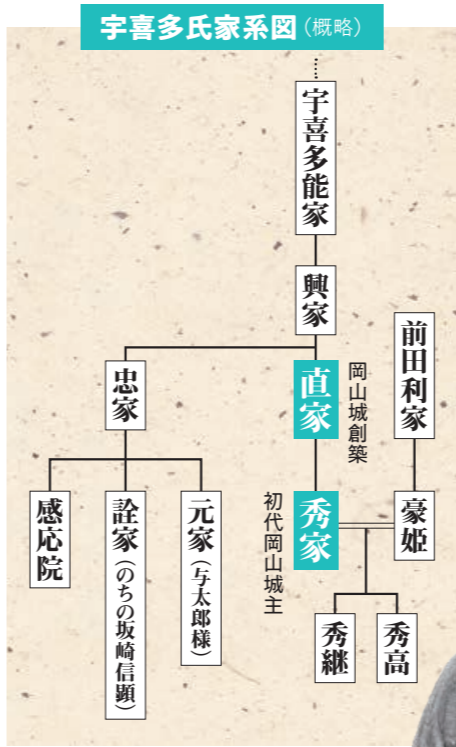 宇喜多氏家系図（概略）
宇喜多能家
興家
前田利家
岡山城創築
直家
忠家
豪姫
秀家
初代岡山城主
元家（与太郎様）
詮家（のちの坂崎信顕）
感応院
秀高
秀継